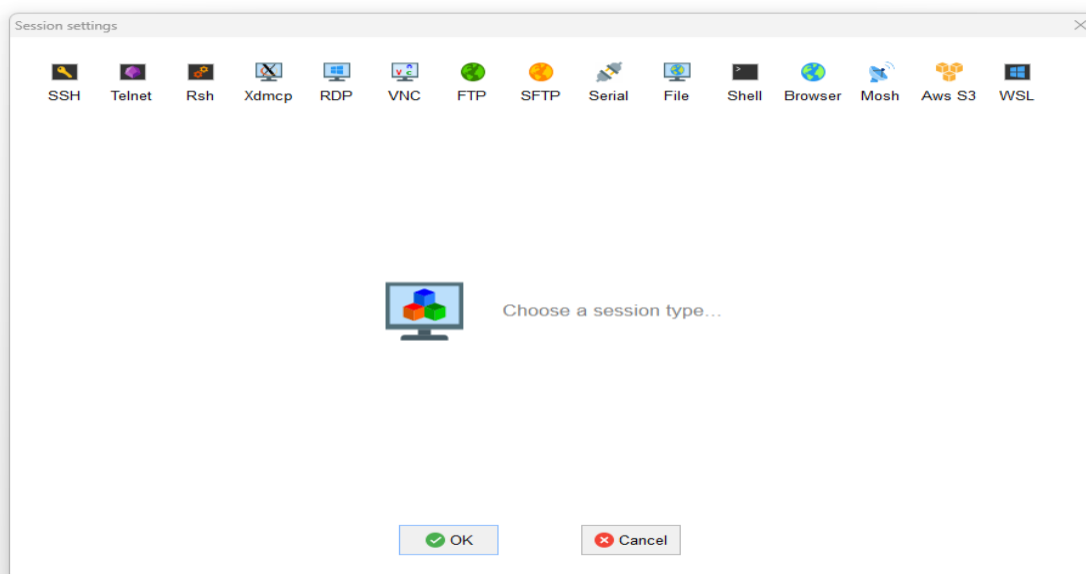 Session settings
SSH Telnet Rsh Xdmcp RDP VNC FTP SFTP Serial File Shell Browser Mosh Aws S3 WSL
Choose a session type...
OK Cancel